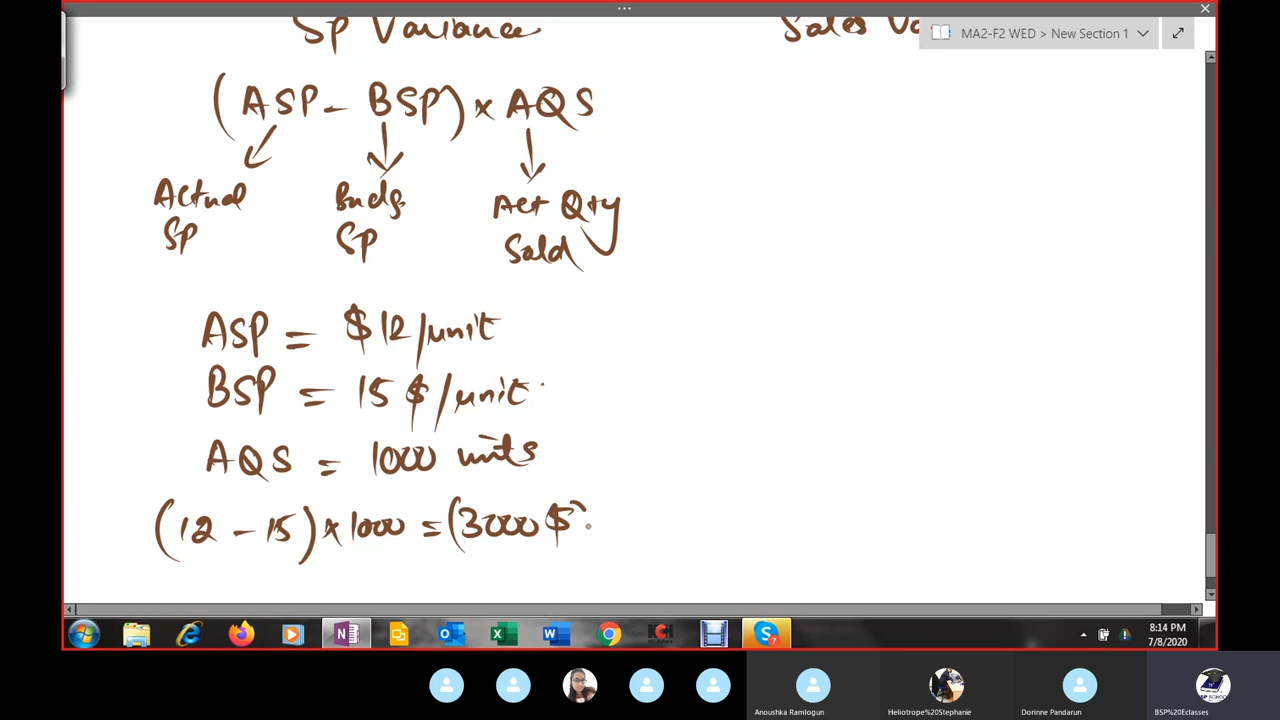 SP Variance
Sales Va
MA2-F2 WED > New Section 1
(ASP - BSP) × AQS
Actual SP
Budg. SP
Act Qty Sold
ASP = $12/unit
BSP = 15 $/unit
AQS = 1000 units
(12 - 15) × 1000 = (3000 $)
8:14 PM
7/8/2020
Anoushka Ramlogun
Heliotrope%20Stephanie
Dorinne Pandarun
BSP%20Eclasses